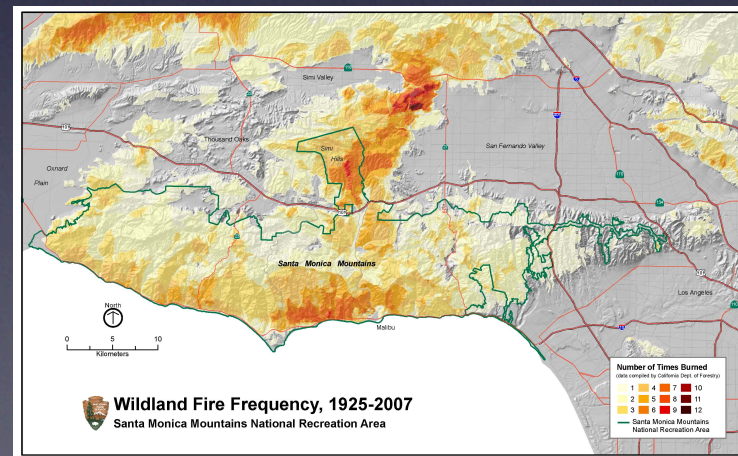 Simi Valley
Thousand Oaks
Simi
Hills
San Fernando Valley
Oxnard
Plain
101
Santa Monica Mountains
Los Angeles
Malibu
North
0 5 10
Kilometers
Wildland Fire Frequency, 1925-2007
Santa Monica Mountains National Recreation Area
Number of Times Burned
(data compiled by California Dept. of Forestry)
1 4 7 10
2 5 8 11
3 6 9 12
Santa Monica Mountains
National Recreation Area